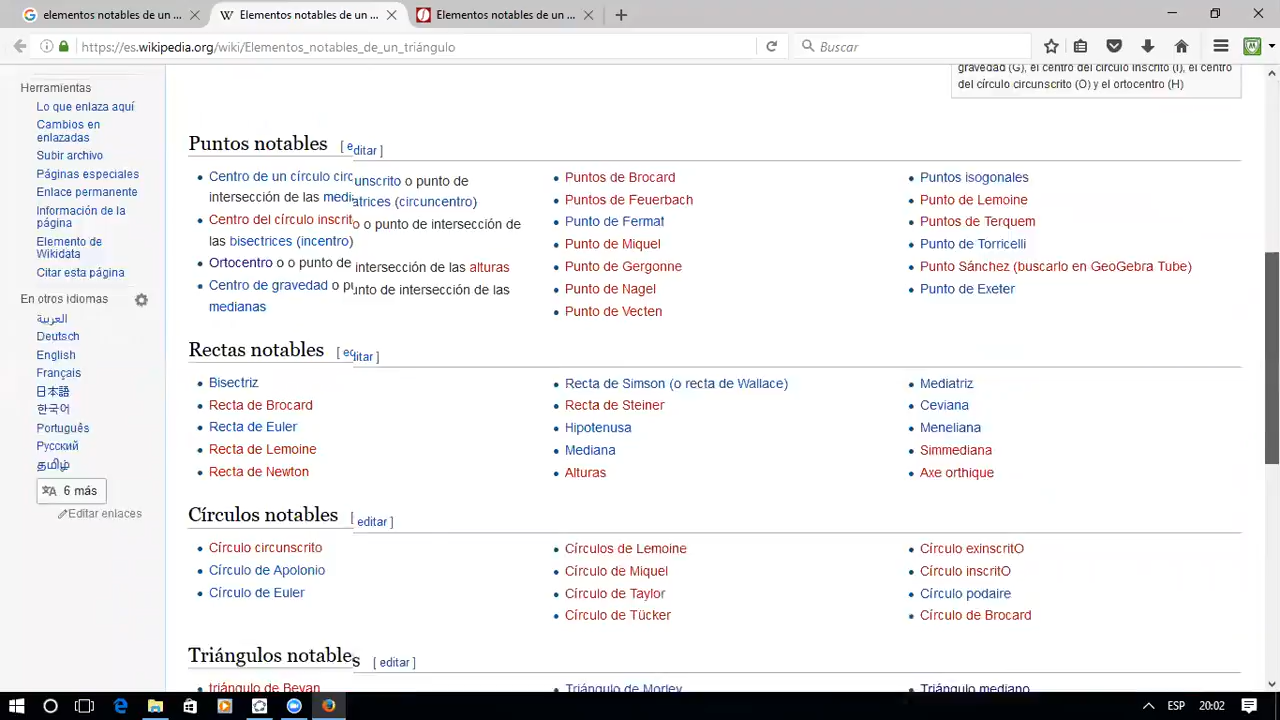 elementos notables de un ...
Elementos notables de un ...
Elementos notables de un ...
https://es.wikipedia.org/wiki/Elementos_notables_de_un_triángulo
Buscar
gravedad (G), el centro del círculo inscrito (I), el centro
del círculo circunscrito (O) y el ortocentro (H)
Herramientas
Lo que enlaza aquí
Cambios en
enlazadas
Subir archivo
Páginas especiales
Enlace permanente
Información de la
página
Elemento de
Wikidata
Citar esta página
En otros idiomas
العربية
Deutsch
English
Français
日本語
한국어
Português
Русский
தமிழ்
6 más
Editar enlaces
Puntos notables [ editar ]
Centro de un círculo circunscrito o punto de
intersección de las mediatrices (circuncentro)
Centro del círculo inscrito o punto de intersección de
las bisectrices (incentro)
Ortocentro o o punto de intersección de las alturas
Centro de gravedad o punto de intersección de las
medianas
Puntos de Brocard
Puntos de Feuerbach
Punto de Fermat
Punto de Miquel
Punto de Gergonne
Punto de Nagel
Punto de Vecten
Puntos isogonales
Punto de Lemoine
Puntos de Terquem
Punto de Torricelli
Punto Sánchez (buscarlo en GeoGebra Tube)
Punto de Exeter
Rectas notables [ editar ]
Bisectriz
Recta de Brocard
Recta de Euler
Recta de Lemoine
Recta de Newton
Recta de Simson (o recta de Wallace)
Recta de Steiner
Hipotenusa
Mediana
Alturas
Mediatriz
Ceviana
Meneliana
Simmediana
Axe orthique
Círculos notables [ editar ]
Círculo circunscrito
Círculo de Apolonio
Círculo de Euler
Círculos de Lemoine
Círculo de Miquel
Círculo de Taylor
Círculo de Tücker
Círculo exinscritO
Círculo inscritO
Círculo podaire
Círculo de Brocard
Triángulos notables [ editar ]
triángulo de Bevan
Triángulo de Morley
Triángulo mediano
ESP 20:02